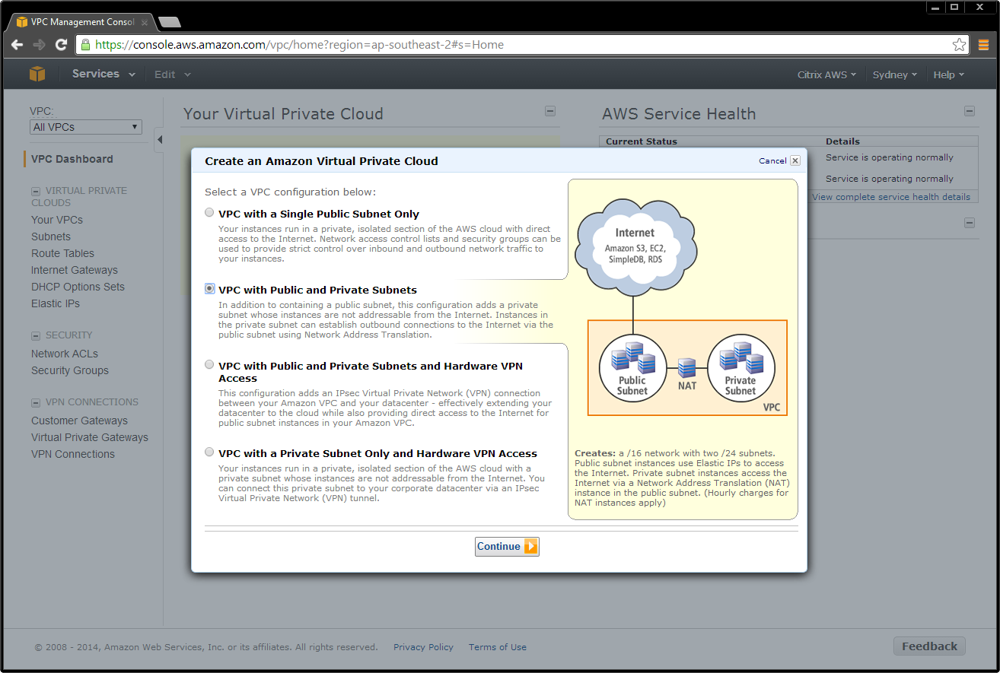 VPC Management Consol
https://console.aws.amazon.com/vpc/home?region=ap-southeast-2#s=Home
Services Edit Citrix AWS Sydney Help
VPC:
All VPCs
VPC Dashboard
VIRTUAL PRIVATE
CLOUDS
Your VPCs
Subnets
Route Tables
Internet Gateways
DHCP Options Sets
Elastic IPs
SECURITY
Network ACLs
Security Groups
VPN CONNECTIONS
Customer Gateways
Virtual Private Gateways
VPN Connections
Your Virtual Private Cloud
AWS Service Health
Current Status Details
Service is operating normally
Service is operating normally
View complete service health details
Create an Amazon Virtual Private Cloud
Cancel
Select a VPC configuration below:
VPC with a Single Public Subnet Only
Your instances run in a private, isolated section of the AWS cloud with direct
access to the Internet. Network access control lists and security groups can be
used to provide strict control over inbound and outbound network traffic to
your instances.
VPC with Public and Private Subnets
In addition to containing a public subnet, this configuration adds a private
subnet whose instances are not addressable from the Internet. Instances in
the private subnet can establish outbound connections to the Internet via the
public subnet using Network Address Translation.
VPC with Public and Private Subnets and Hardware VPN
Access
This configuration adds an IPsec Virtual Private Network (VPN) connection
between your Amazon VPC and your datacenter - effectively extending your
datacenter to the cloud while also providing direct access to the Internet for
public subnet instances in your Amazon VPC.
VPC with a Private Subnet Only and Hardware VPN Access
Your instances run in a private, isolated section of the AWS cloud with a
private subnet whose instances are not addressable from the Internet. You
can connect this private subnet to your corporate datacenter via an IPsec
Virtual Private Network (VPN) tunnel.
Internet
Amazon S3, EC2,
SimpleDB, RDS
Public
Subnet
NAT
Private
Subnet
VPC
Creates: a /16 network with two /24 subnets.
Public subnet instances use Elastic IPs to access
the Internet. Private subnet instances access the
Internet via a Network Address Translation (NAT)
instance in the public subnet. (Hourly charges for
NAT instances apply)
Continue
© 2008 - 2014, Amazon Web Services, Inc. or its affiliates. All rights reserved. Privacy Policy Terms of Use
Feedback